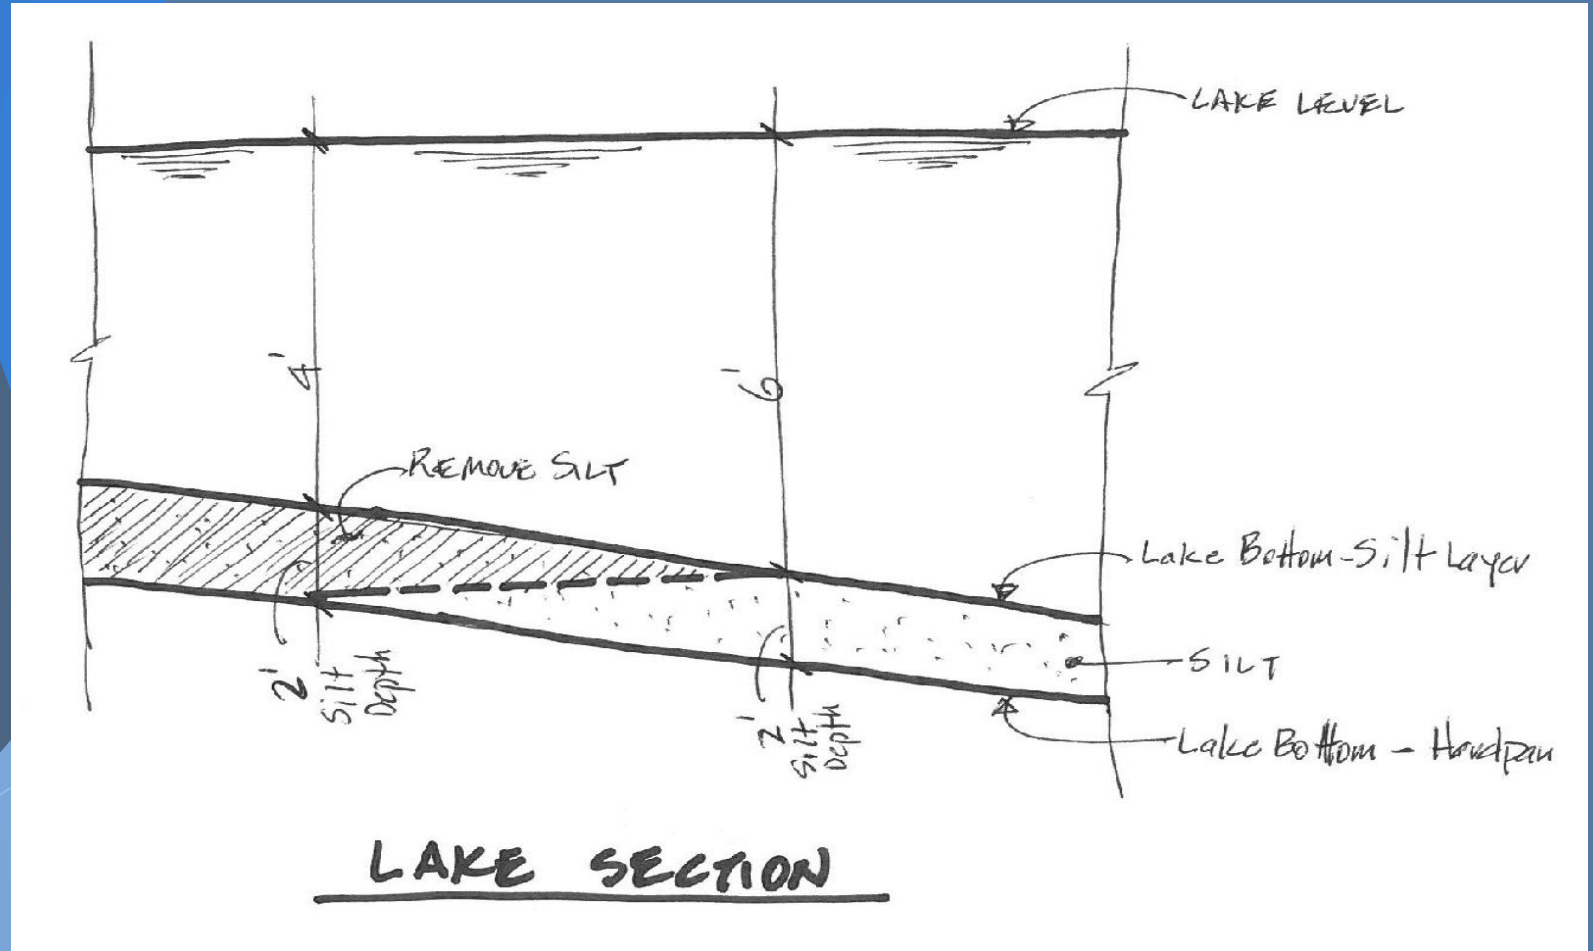 LAKE LEVEL
4'
6'
REMOVE SILT
Lake Bottom-Silt Layer
2'
Silt
Depth
2'
Silt
Depth
SILT
Lake Bottom - Hardpan
LAKE SECTION